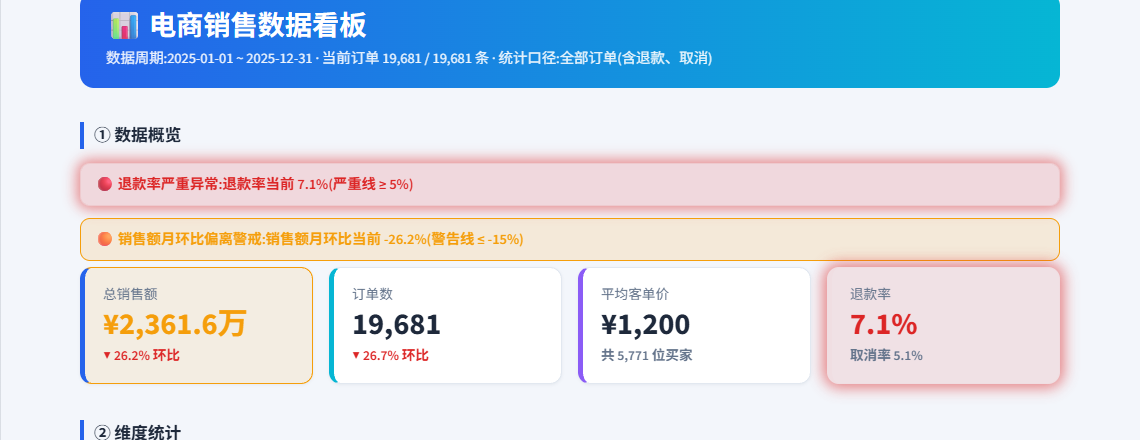 📊 电商销售数据看板
数据周期:2025-01-01 ~ 2025-12-31 · 当前订单 19,681 / 19,681 条 · 统计口径:全部订单(含退款、取消)
① 数据概览
退款率严重异常:退款率当前 7.1%(严重线 ≥ 5%)
销售额月环比偏离警戒:销售额月环比当前 -26.2%(警告线 ≤ -15%)
总销售额
¥2,361.6万
▼ 26.2% 环比
订单数
19,681
▼ 26.7% 环比
平均客单价
¥1,200
共 5,771 位买家
退款率
7.1%
取消率 5.1%
② 维度统计